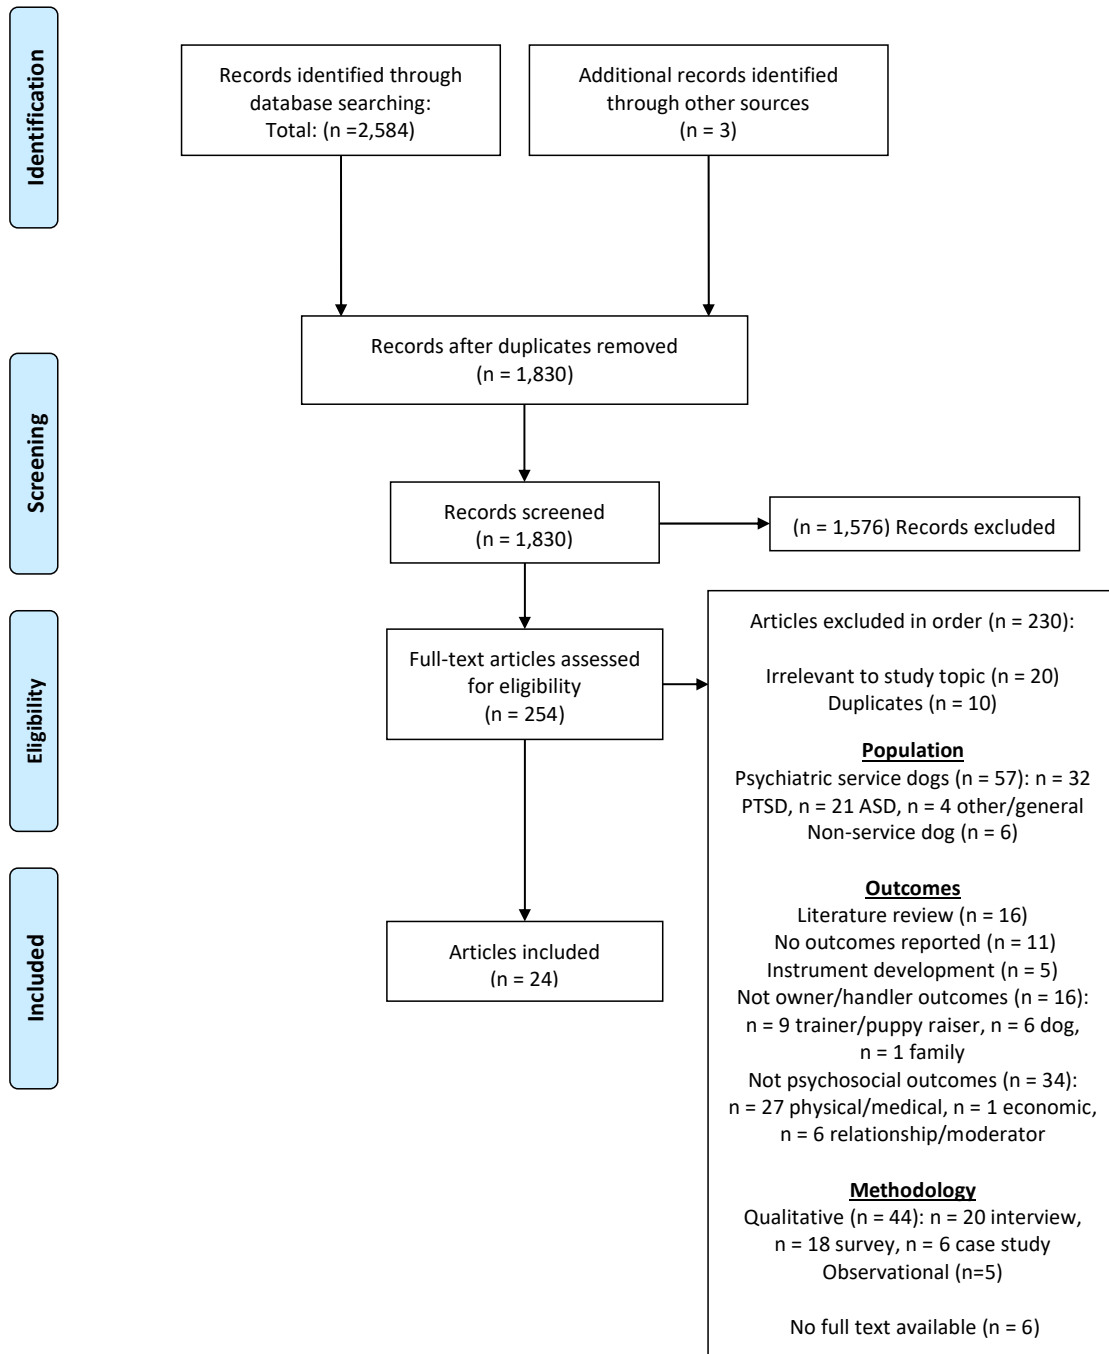 Identification
Records identified through
database searching:
Total: (n =2,584)
Additional records identified
through other sources
(n = 3)
Records after duplicates removed
(n = 1,830)
Screening
Records screened
(n = 1,830)
(n = 1,576) Records excluded
Eligibility
Full-text articles assessed
for eligibility
(n = 254)
Articles excluded in order (n = 230):
Irrelevant to study topic (n = 20)
Duplicates (n = 10)
Population
Psychiatric service dogs (n = 57): n = 32
PTSD, n = 21 ASD, n = 4 other/general
Non-service dog (n = 6)
Outcomes
Literature review (n = 16)
No outcomes reported (n = 11)
Instrument development (n = 5)
Not owner/handler outcomes (n = 16):
n = 9 trainer/puppy raiser, n = 6 dog,
n = 1 family
Not psychosocial outcomes (n = 34):
n = 27 physical/medical, n = 1 economic,
n = 6 relationship/moderator
Methodology
Qualitative (n = 44): n = 20 interview,
n = 18 survey, n = 6 case study
Observational (n=5)
No full text available (n = 6)
Included
Articles included
(n = 24)